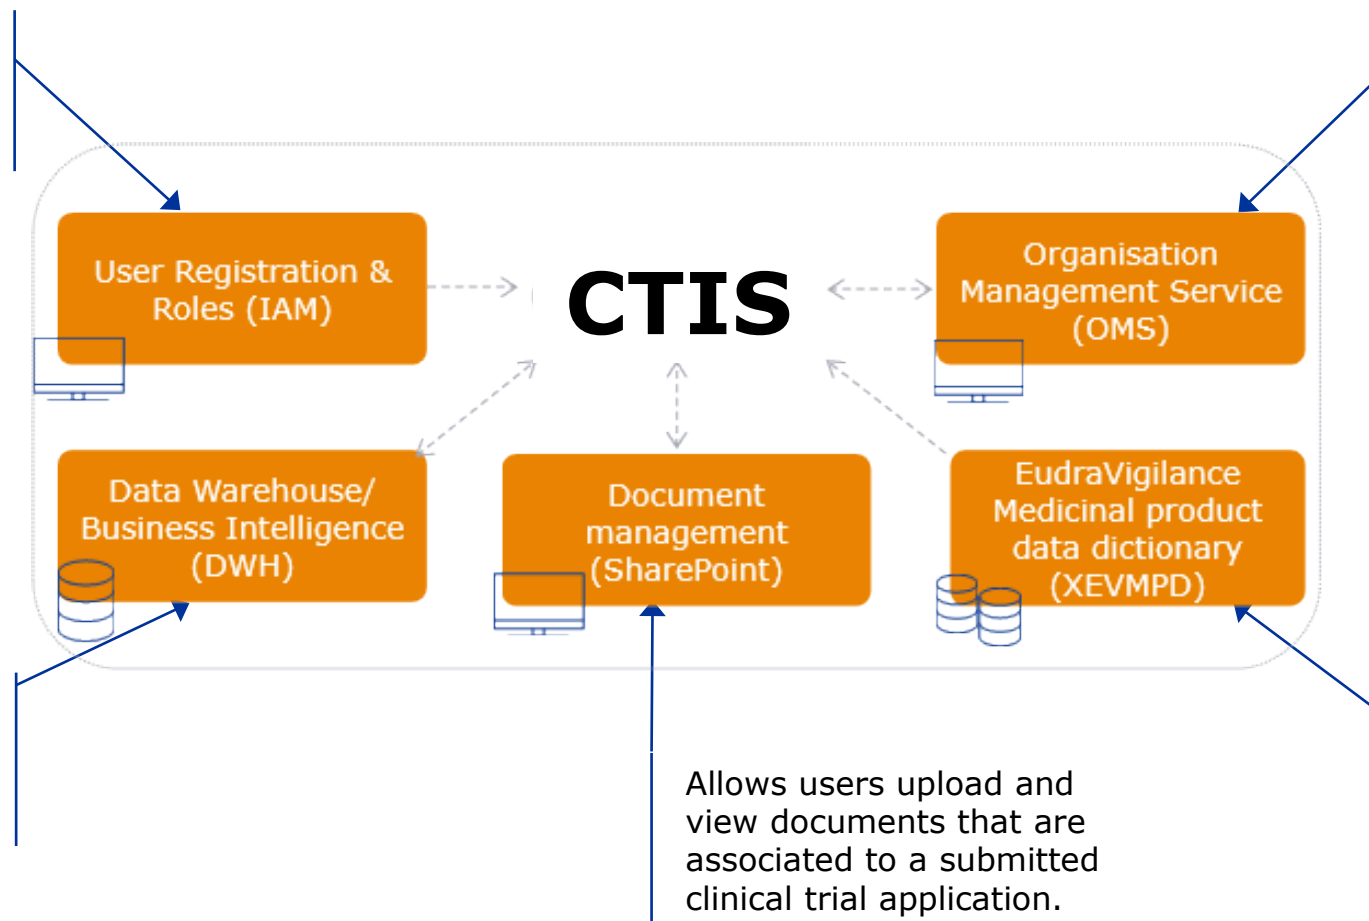 User Registration &
Roles (IAM)
CTIS
Organisation
Management Service
(OMS)
Data Warehouse/
Business Intelligence
(DWH)
Document
management
(SharePoint)
EudraVigilance
Medicinal product
data dictionary
(XEVMPD)
Allows users upload and
view documents that are
associated to a submitted
clinical trial application.